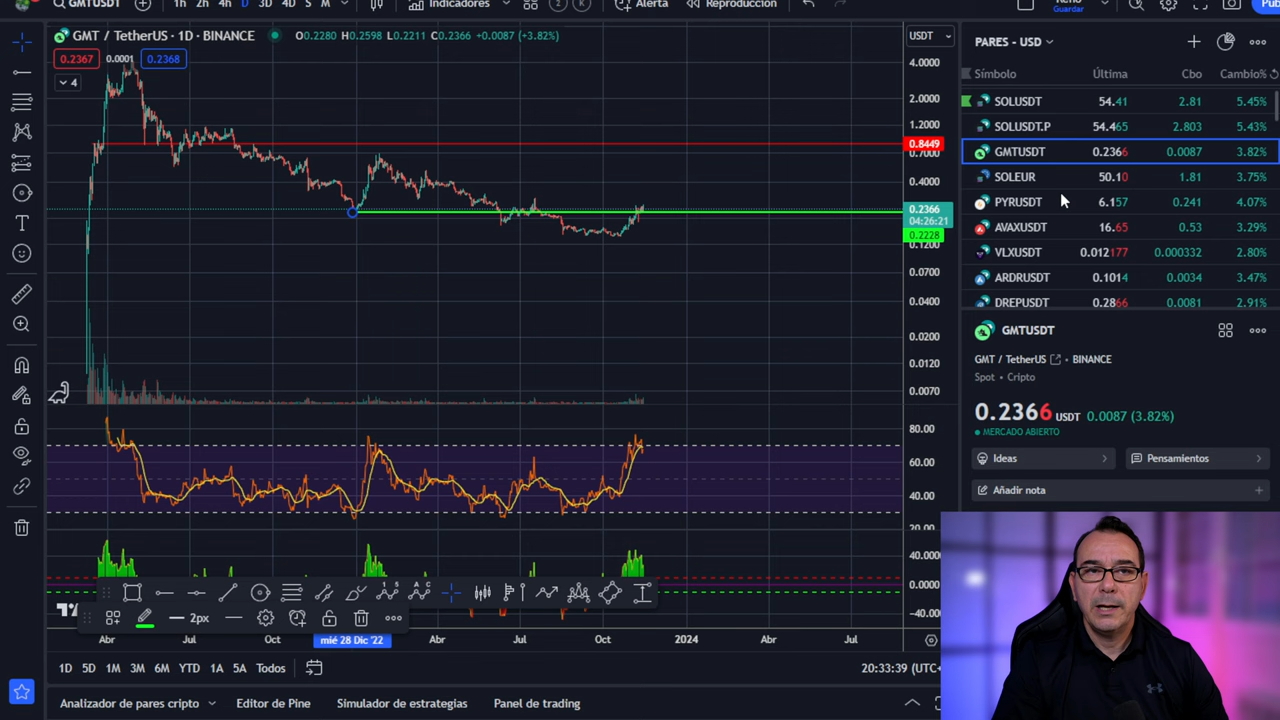 GMTUSDT 1h 2h 4h D 3D 4D S M Indicadores Alerta Reproducción Guardar
GMT / TetherUS · 1D · BINANCE O0.2280 H0.2598 L0.2211 C0.2366 +0.0087 (+3.82%)
USDT
0.2367 0.0001 0.2368
4
4.0000
2.0000
1.2000
0.8449
0.7000
0.4000
0.2366
04:26:21
0.2228
0.1200
0.0700
0.0400
0.0200
0.0120
0.0070
80.00
60.00
40.00
20.00
40.000
0.0000
-40.00
2px
Abr Jul Oct mié 28 Dic '22 Abr Jul Oct 2024 Abr Jul
1D 5D 1M 3M 6M YTD 1A 5A Todos 20:33:39 (UTC+
Analizador de pares cripto Editor de Pine Simulador de estrategias Panel de trading
PARES - USD
Símbolo Última Cbo Cambio%
SOLUSDT 54.41 2.81 5.45%
SOLUSDT.P 54.465 2.803 5.43%
GMTUSDT 0.2366 0.0087 3.82%
SOLEUR 50.10 1.81 3.75%
PYRUSDT 6.157 0.241 4.07%
AVAXUSDT 16.65 0.53 3.29%
VLXUSDT 0.012177 0.000332 2.80%
ARDRUSDT 0.1014 0.0034 3.47%
DREPUSDT 0.2866 0.0081 2.91%
GMTUSDT
GMT / TetherUS • BINANCE
Spot • Cripto
0.2366 USDT 0.0087 (3.82%)
MERCADO ABIERTO
Ideas Pensamientos
Añadir nota